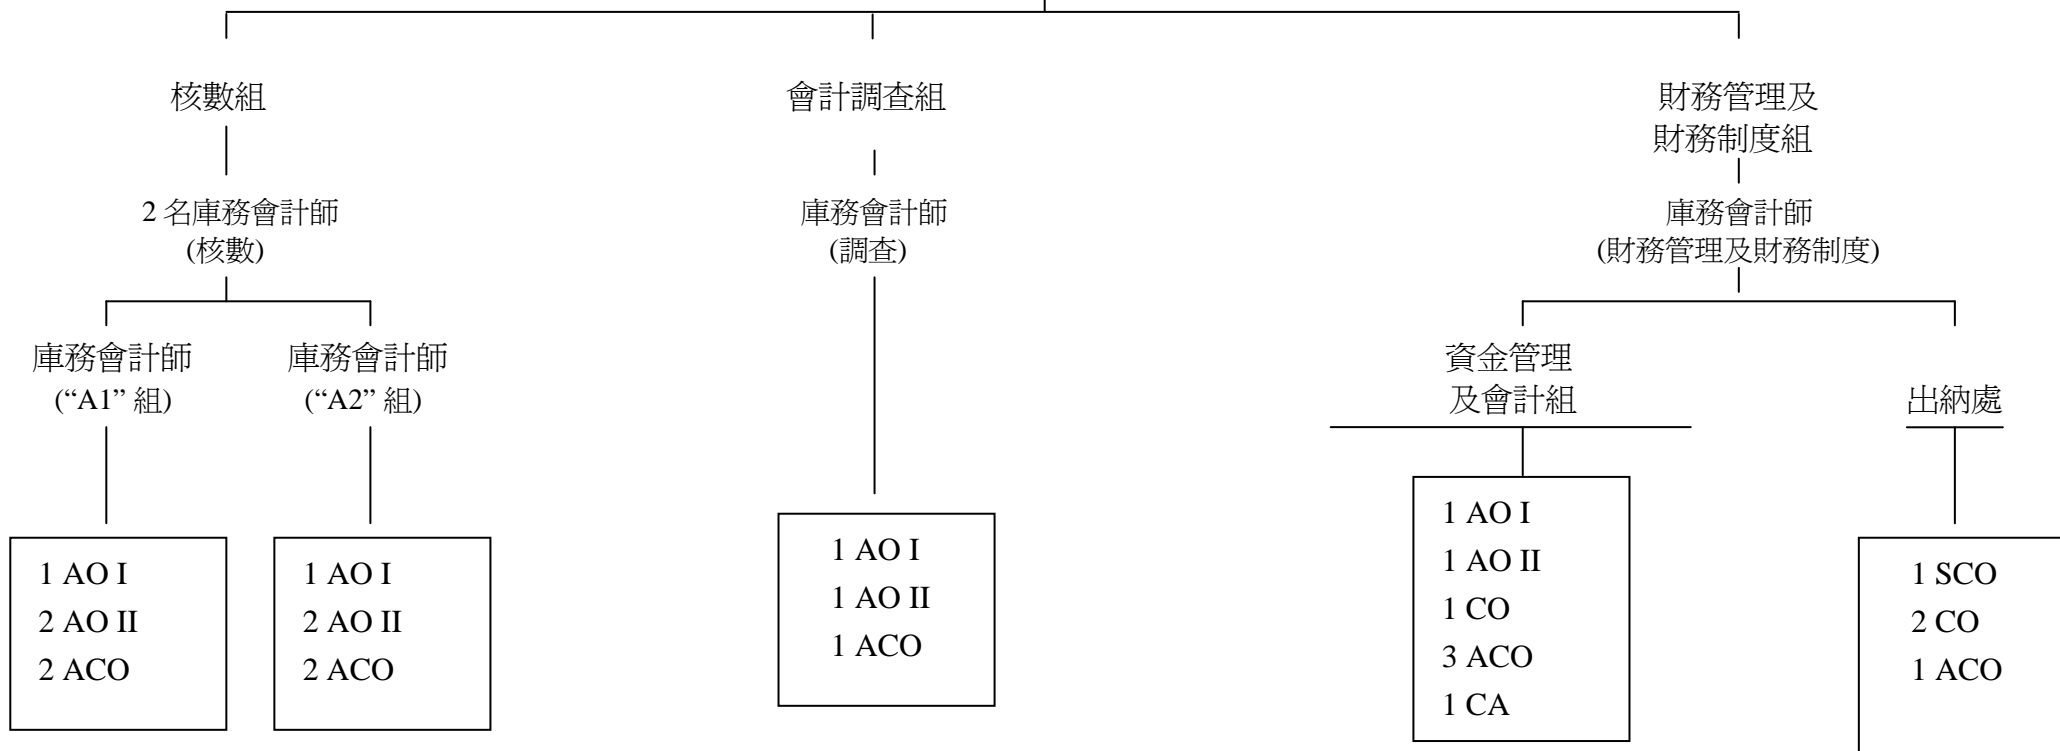 核數組
2 名庫務會計師
(核數)
庫務會計師
(“A1” 組)
1 AO I
2 AO II
2 ACO
庫務會計師
(“A2” 組)
1 AO I
2 AO II
2 ACO
會計調查組
庫務會計師
(調查)
1 AO I
1 AO II
1 ACO
財務管理及
財務制度組
庫務會計師
(財務管理及財務制度)
資金管理
及會計組
1 AO I
1 AO II
1 CO
3 ACO
1 CA
出納處
1 SCO
2 CO
1 ACO